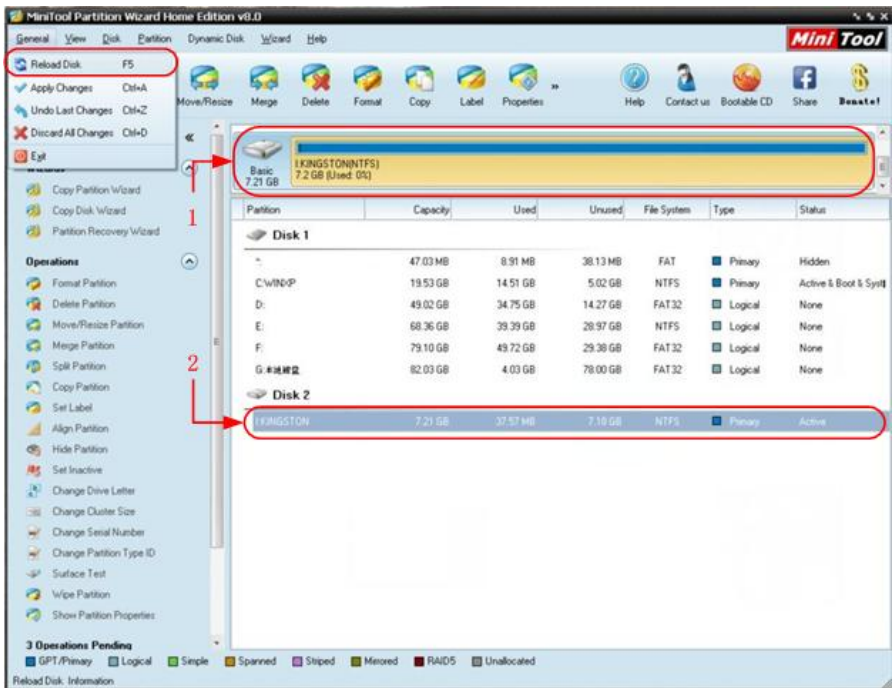 MiniTool Partition Wizard Home Edition v8.0
General View Disk Partition Dynamic Disk Wizard Help
Mini Tool
Reload Disk F5
Apply Changes Ctrl+A
Undo Last Changes Ctrl+Z
Discard All Changes Ctrl+D
Exit
Move/Resize Merge Delete Format Copy Label Properties » Help Contact us Bootable CD Share Donate!
«
1
Basic
7.21 GB
I:KINGSTON(NTFS)
7.2 GB (Used: 0%)
Wizards
Copy Partition Wizard
Copy Disk Wizard
Partition Recovery Wizard
Operations
Format Partition
Delete Partition
Move/Resize Partition
Merge Partition
Split Partition
Copy Partition
Set Label
Align Partition
Hide Partition
Set Inactive
Change Drive Letter
Change Cluster Size
Change Serial Number
Change Partition Type ID
Surface Test
Wipe Partition
Show Partition Properties
3 Operations Pending
Partition Capacity Used Unused File System Type Status
Disk 1
*: 47.03 MB 8.91 MB 38.13 MB FAT Primary Hidden
C:WINXP 19.53 GB 14.51 GB 5.02 GB NTFS Primary Active & Boot & Syst
D: 49.02 GB 34.75 GB 14.27 GB FAT32 Logical None
E: 68.36 GB 39.39 GB 28.97 GB NTFS Logical None
F: 79.10 GB 49.72 GB 29.38 GB FAT32 Logical None
G: 82.03 GB 4.03 GB 78.00 GB FAT32 Logical None
Disk 2
2
I:KINGSTON 7.21 GB 37.57 MB 7.18 GB NTFS Primary Active
GPT/Primary Logical Simple Spanned Striped Mirrored RAID5 Unallocated
Reload Disk Information